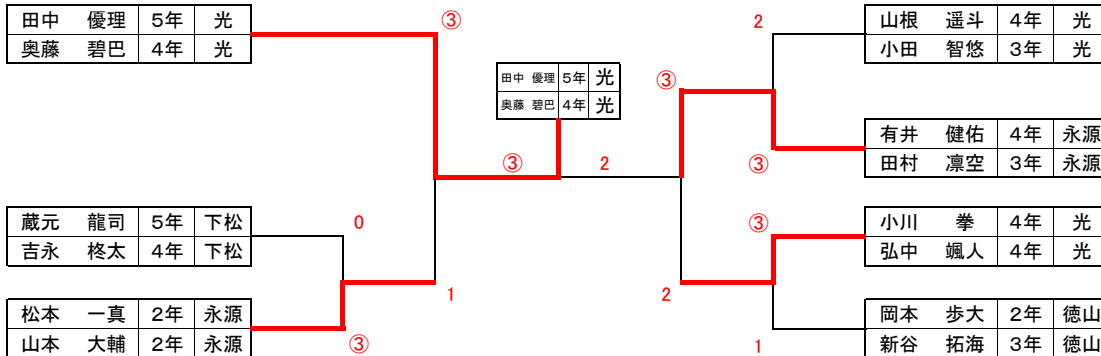 田中 優理 5年 光
奥藤 碧巴 4年 光
③
2
山根 遥斗 4年 光
小田 智悠 3年 光
田中 優理 5年 光
奥藤 碧巴 4年 光
③
有井 健佑 4年 永源
田村 凛空 3年 永源
③
2
③
蔵元 龍司 5年 下松
吉永 柊太 4年 下松
0
③
小川 拳 4年 光
弘中 颯人 4年 光
1
2
松本 一真 2年 永源
山本 大輔 2年 永源
③
1
岡本 歩大 2年 徳山
新谷 拓海 3年 徳山